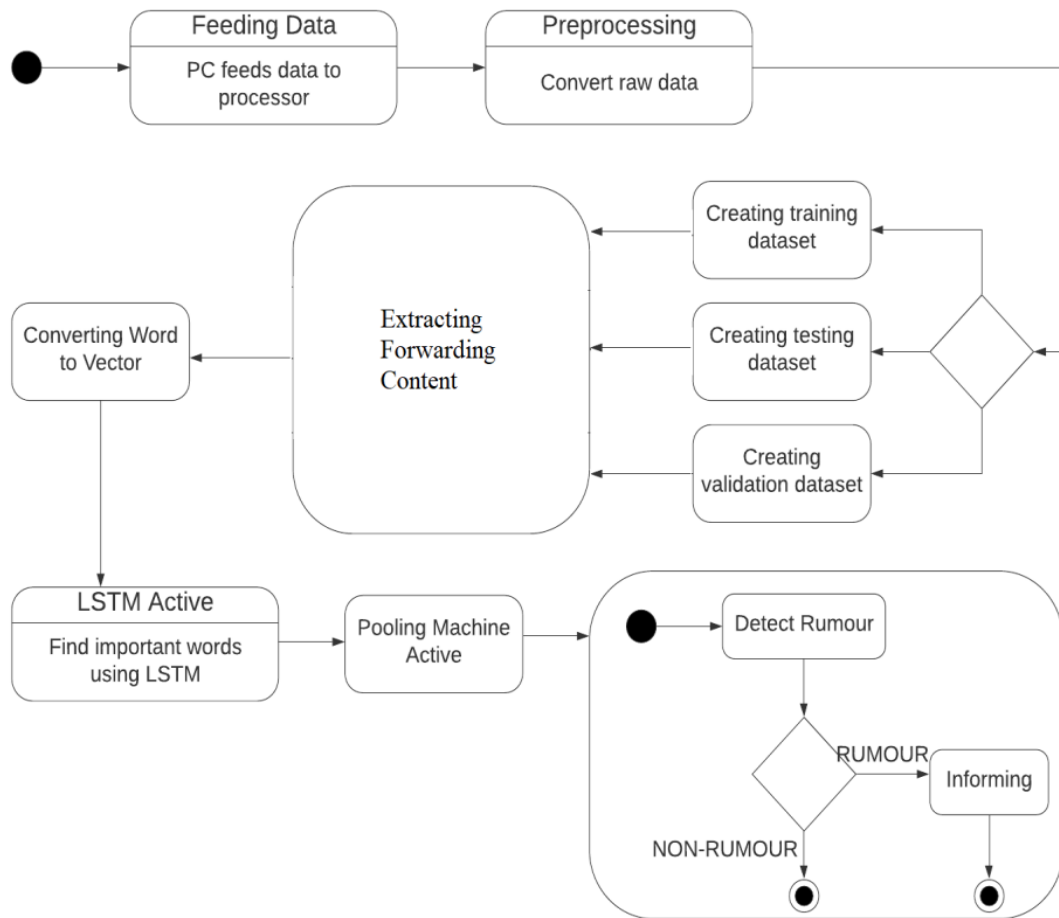 Feeding Data
PC feeds data to
processor
Preprocessing
Convert raw data
Creating training
dataset
Extracting
Forwarding
Content
Creating testing
dataset
Converting Word
to Vector
Creating
validation dataset
LSTM Active
Find important words
using LSTM
Pooling Machine
Active
Detect Rumour
RUMOUR
Informing
NON-RUMOUR